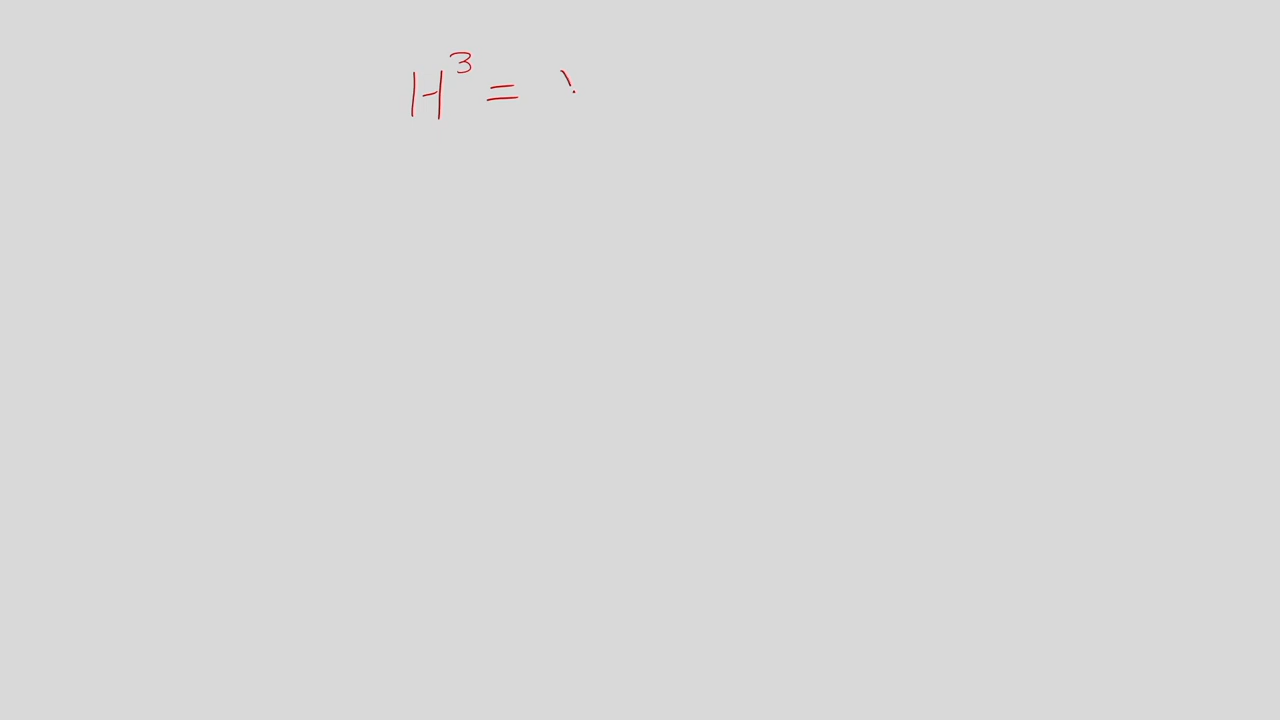 H³ =